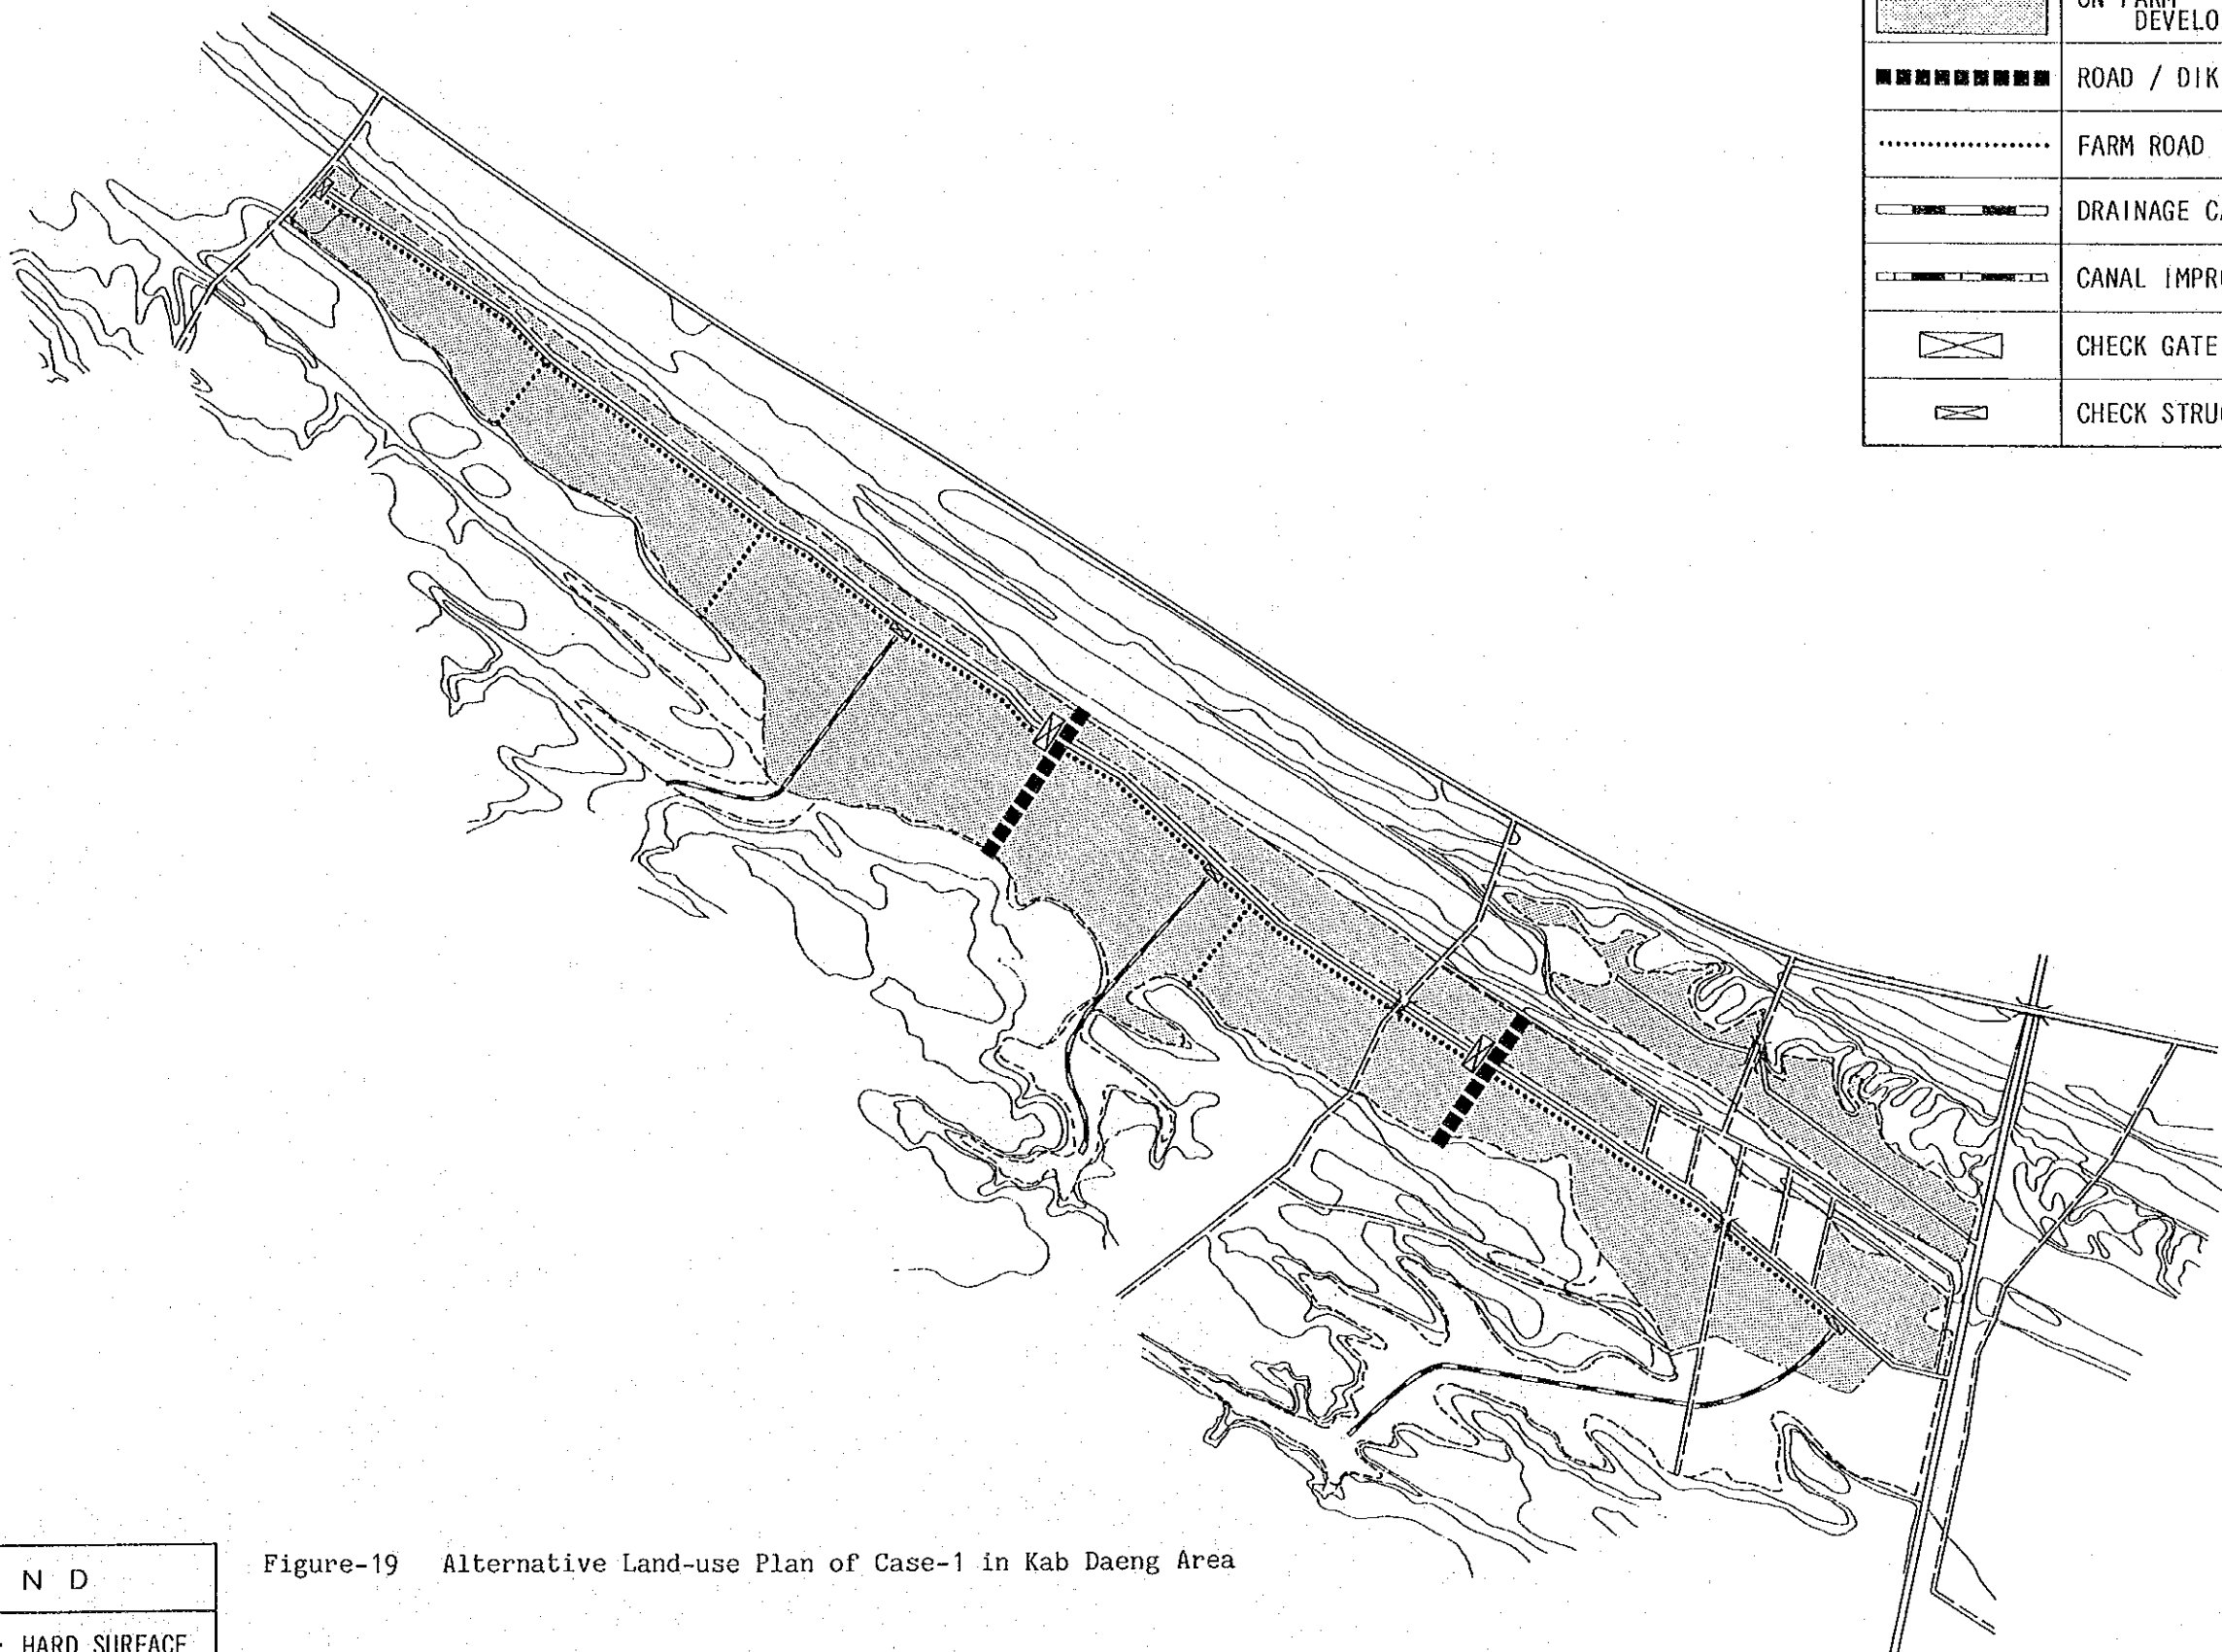 ON FARM
DEVELO
ROAD / DIK
FARM ROAD
DRAINAGE CA
CANAL IMPR
CHECK GATE
CHECK STRU
Figure-19 Alternative Land-use Plan of Case-1 in Kab Daeng Area
N D
HARD SURFACE